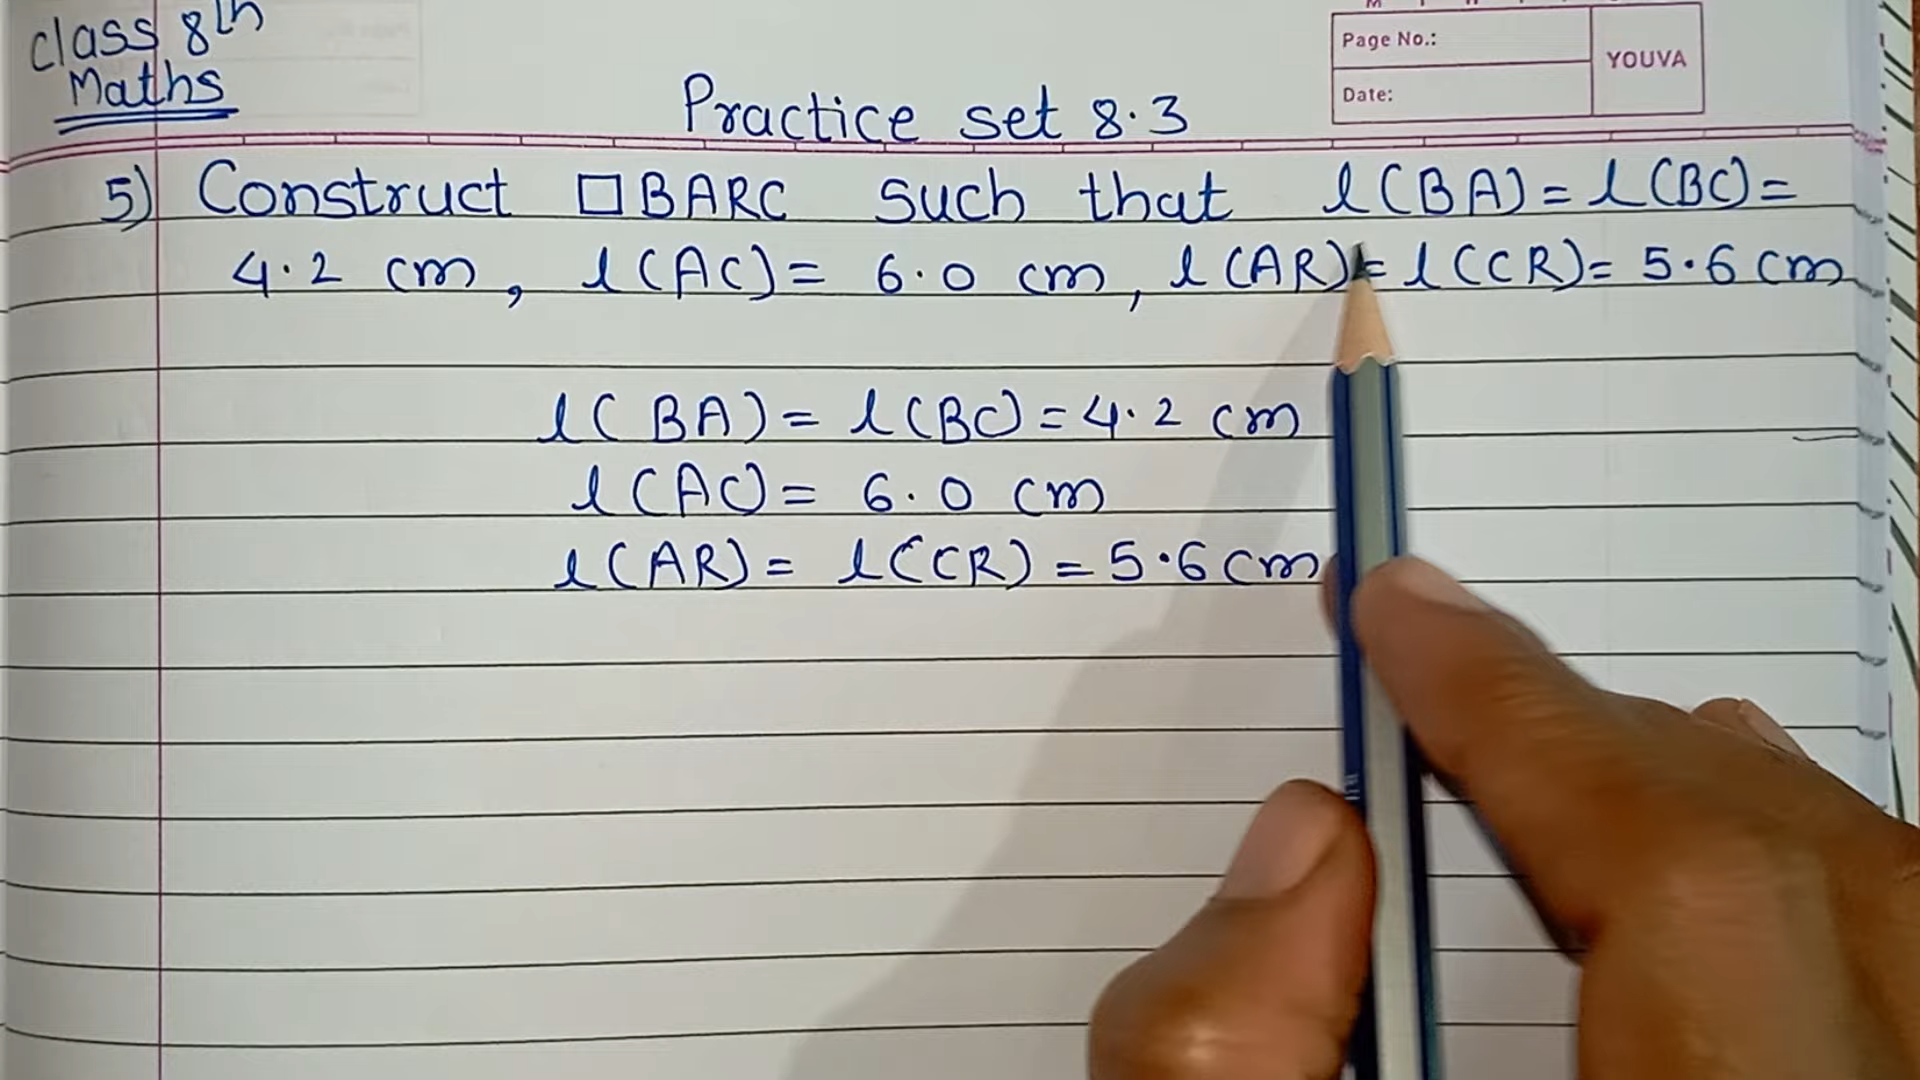 class 8th
Maths
Page No.:
YOUVA
Date:
Practice set 8.3
5) Construct □BARC such that l(BA) = l(BC) =
4.2 cm, l(AC) = 6.0 cm, l(AR) = l(CR) = 5.6 cm
l(BA) = l(BC) = 4.2 cm
l(AC) = 6.0 cm
l(AR) = l(CR) = 5.6 cm